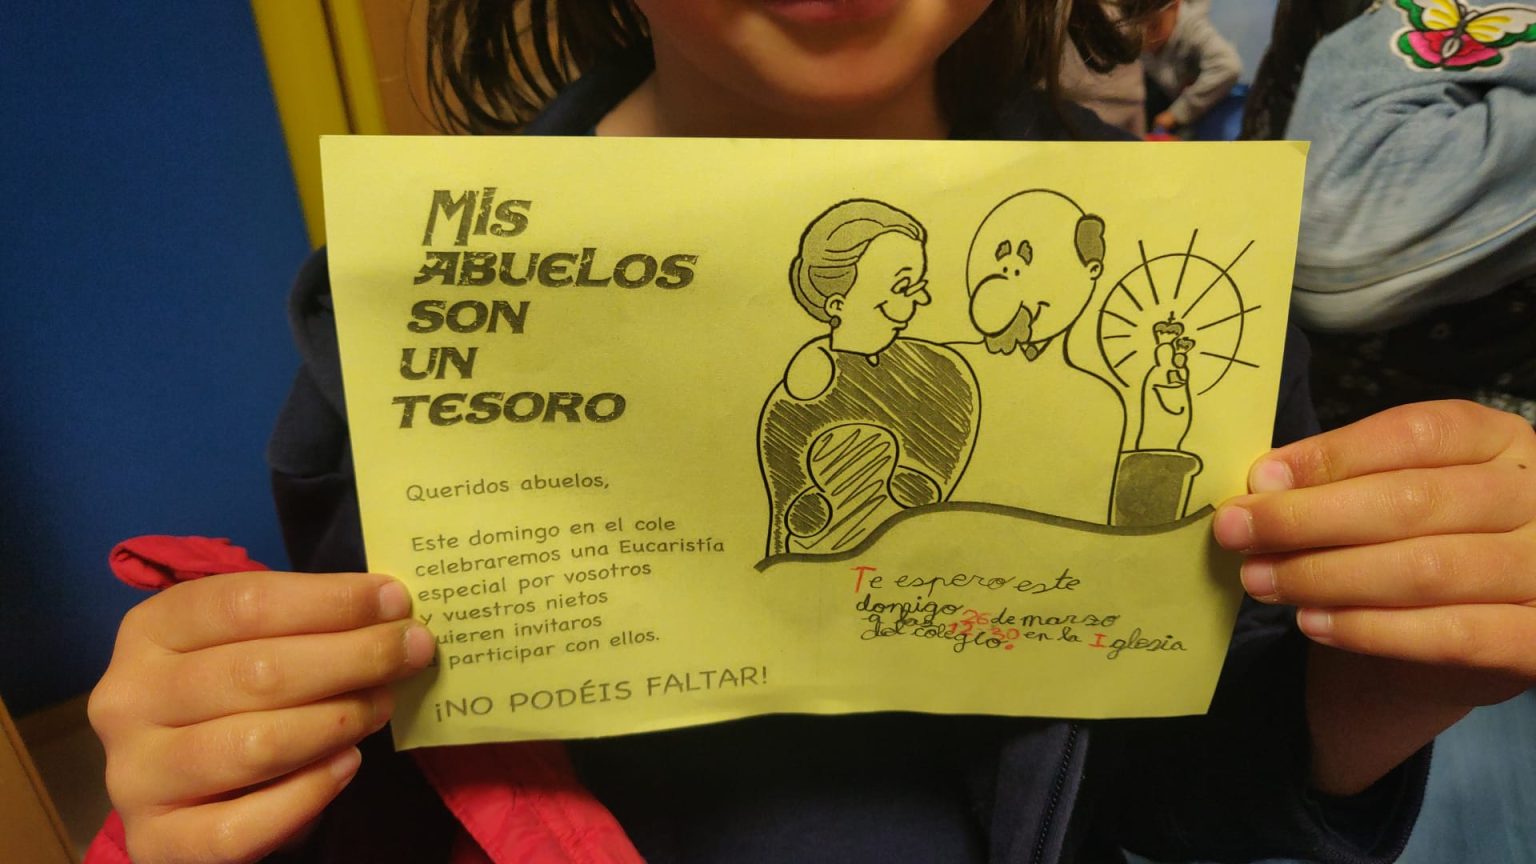 Mis
ABUELOS
SON
UN
TESORO
Queridos abuelos,
Este domingo en el cole
celebraremos una Eucaristía
especial por vosotros
y vuestros nietos
uieren invitaros
participar con ellos.
¡NO PODÉIS FALTAR!
Te espero este
domigo 26 de marzo
a las 12:30 en la Iglesia
del colegio.